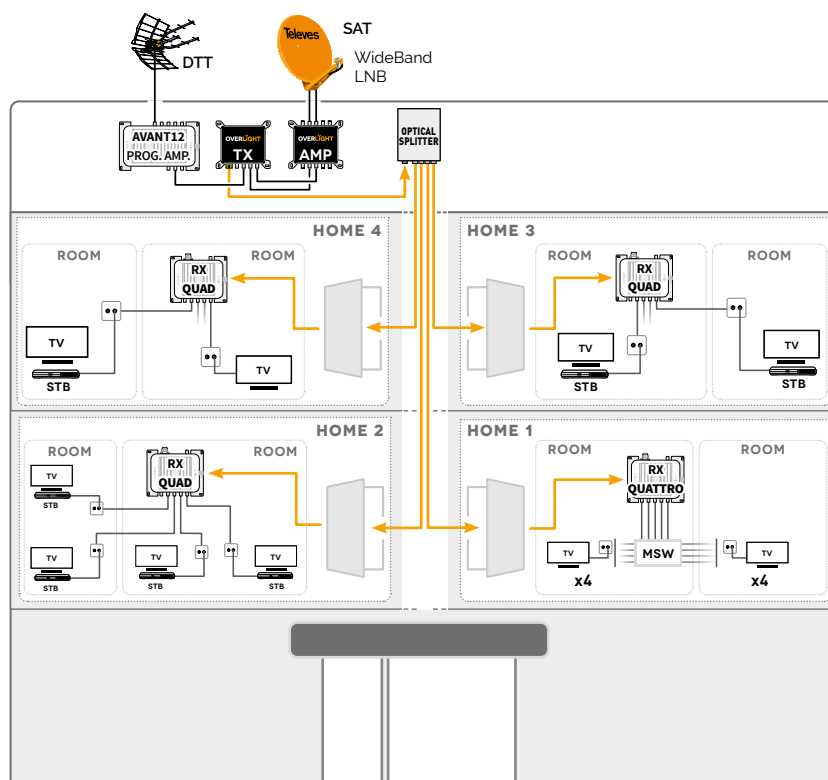 DTT
Televes
SAT
WideBand
LNB
AVANT12
PROG. AMP.
OVERLIGHT
TX
OVERLIGHT
AMP
OPTICAL
SPLITTER
HOME 4
ROOM
ROOM
RX
QUAD
TV
STB
TV
HOME 3
ROOM
ROOM
RX
QUAD
TV
STB
TV
STB
HOME 2
ROOM
ROOM
RX
QUAD
TV
STB
TV
STB
TV
STB
TV
STB
HOME 1
ROOM
ROOM
RX
QUATTRO
MSW
TV
x4
TV
x4